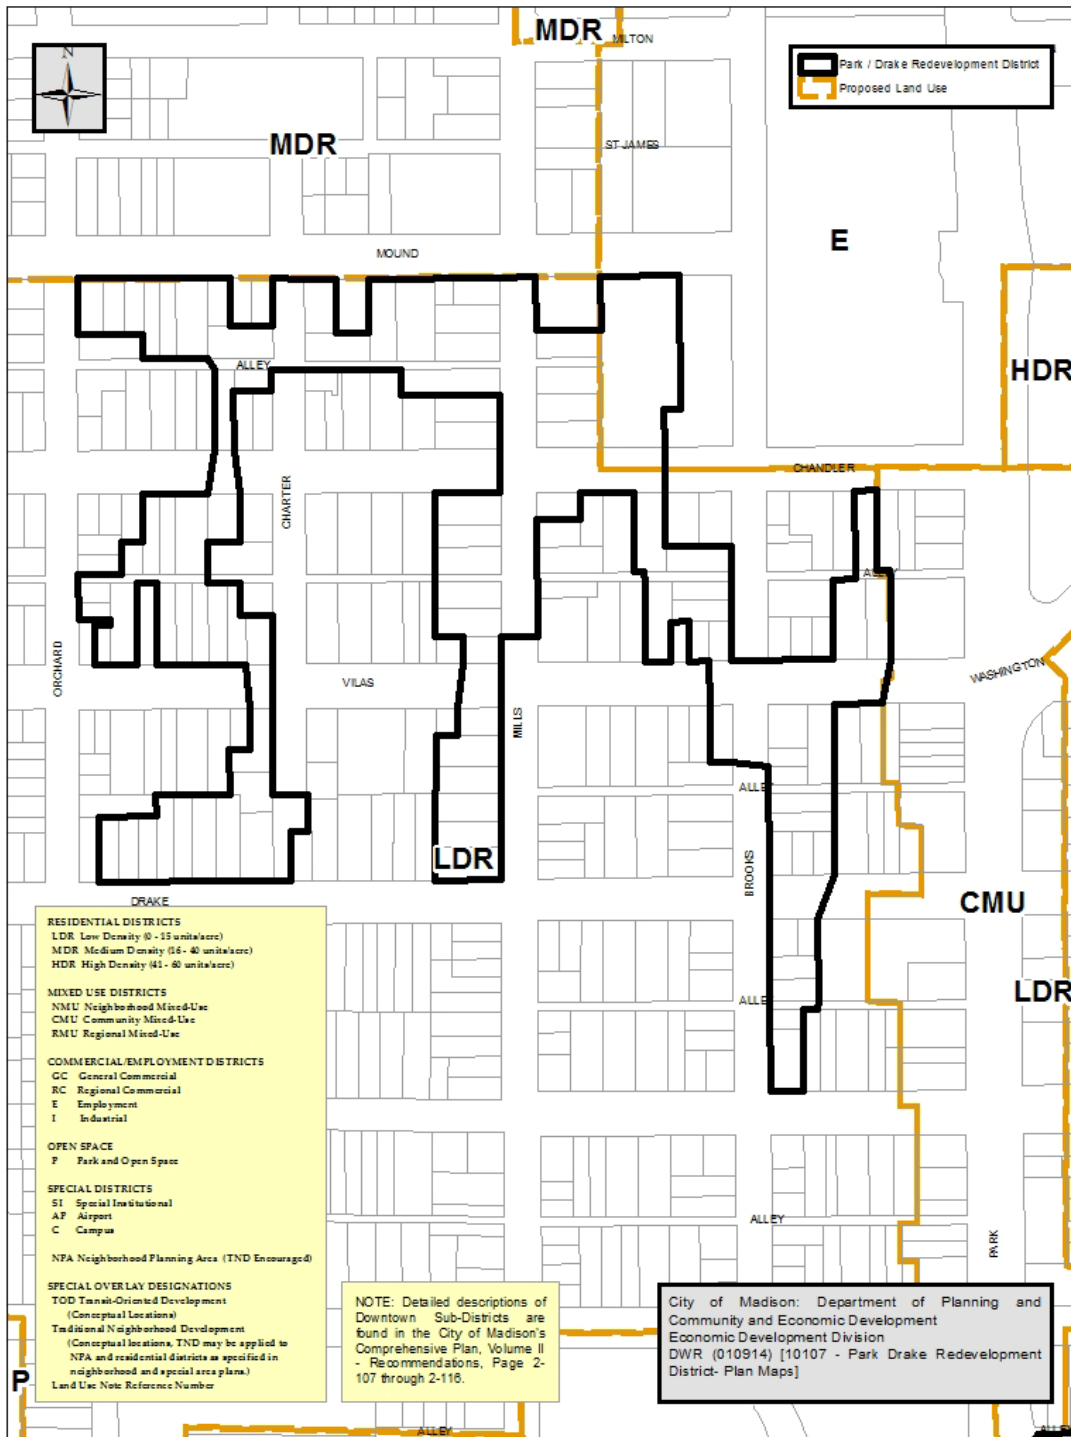 MDR
MILTON
N
Park / Drake Redevelopment District
Proposed Land Use
MDR
ST JAMES
E
MOUND
ALLEY
HDR
CHANDLER
CHARTER
ALLEY
ORCHARD
VILAS
WASHINGTON
MILLS
ALLEY
LDR
BROOKS
DRAKE
CMU
LDR
ALLEY
RESIDENTIAL DISTRICTS
LDR Low Density (0 - 15 units/acre)
MDR Medium Density (16 - 40 units/acre)
HDR High Density (41 - 60 units/acre)
MIXED USE DISTRICTS
NMU Neighborhood Mixed-Use
CMU Community Mixed-Use
RMU Regional Mixed-Use
COMMERCIAL/EMPLOYMENT DISTRICTS
GC General Commercial
RC Regional Commercial
E Employment
I Industrial
OPEN SPACE
P Park and Open Space
SPECIAL DISTRICTS
SI Special Institutional
AP Airport
C Campus
NPA Neighborhood Planning Area (TND Encouraged)
SPECIAL OVERLAY DESIGNATIONS
TOD Transit-Oriented Development
(Conceptual Locations)
Traditional Neighborhood Development
(Conceptual locations, TND may be applied to
NPA and residential districts as specified in
neighborhood and special area plans.)
Land Use Note Reference Number
ALLEY
PARK
P
NOTE: Detailed descriptions of
Downtown Sub-Districts are
found in the City of Madison's
Comprehensive Plan, Volume II
- Recommendations, Page 2-
107 through 2-116.
City of Madison: Department of Planning and
Community and Economic Development
Economic Development Division
DWR (010914) [10107 - Park Drake Redevelopment
District- Plan Maps]
ALLEY
ALLEY